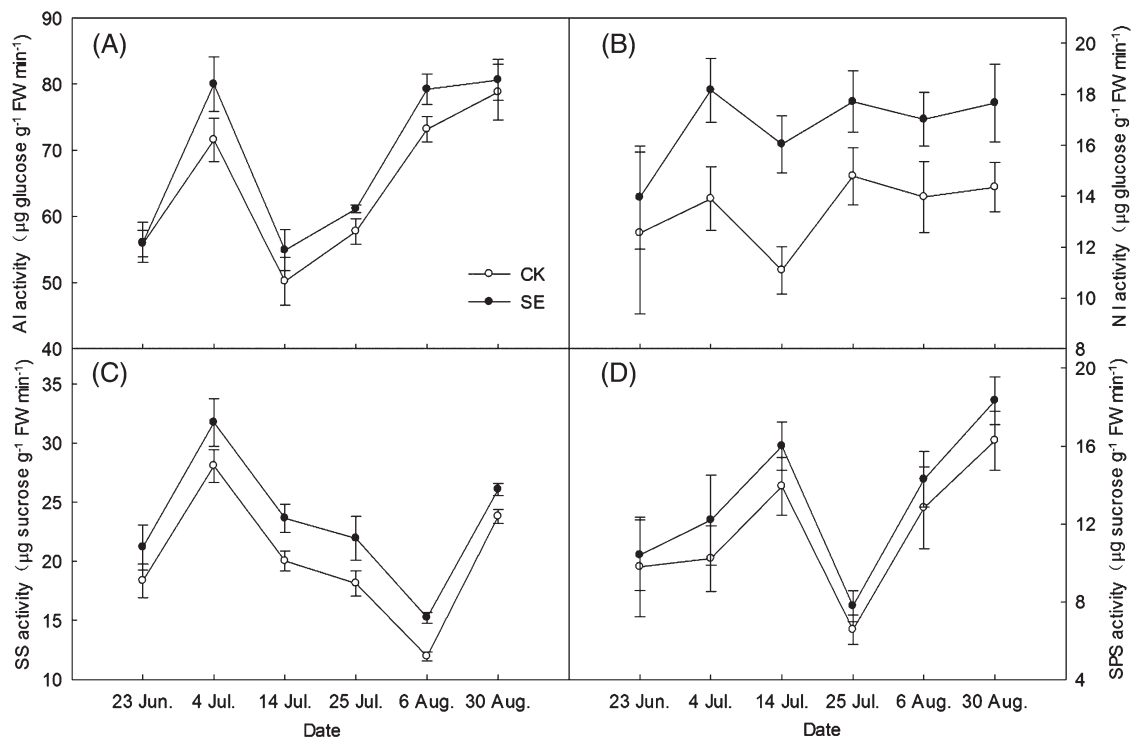 (A)
AI activity（µg glucose g-1 FW min-1)
90
80
70
60
50
40
CK
SE
(B)
20
18
16
14
12
10
8
N I activity（µg glucose g-1 FW min-1)
(C)
SS activity（µg sucrose g-1 FW min-1)
35
30
25
20
15
10
23 Jun. 4 Jul. 14 Jul. 25 Jul. 6 Aug. 30 Aug.
Date
(D)
20
16
12
8
4
SPS activity（µg sucrose g-1 FW min-1)
23 Jun. 4 Jul. 14 Jul. 25 Jul. 6 Aug. 30 Aug.
Date